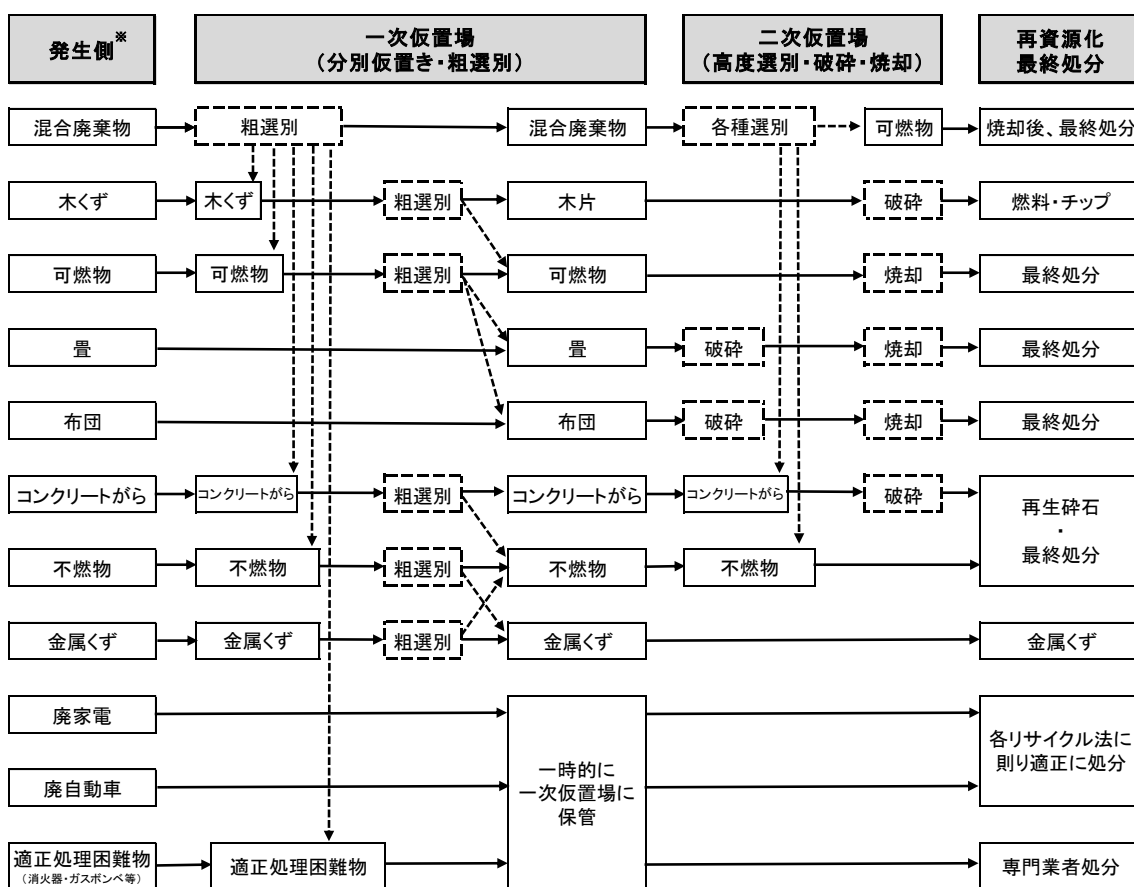 発生側※
一次仮置場
(分別仮置き・粗選別)
二次仮置場
(高度選別・破砕・焼却)
再資源化
最終処分
混合廃棄物
粗選別
混合廃棄物
各種選別
可燃物
焼却後、最終処分
木くず
木くず
粗選別
木片
破砕
燃料・チップ
可燃物
可燃物
粗選別
可燃物
焼却
最終処分
畳
畳
破砕
焼却
最終処分
布団
布団
破砕
焼却
最終処分
コンクリートがら
コンクリートがら
粗選別
コンクリートがら
コンクリートがら
破砕
再生砕石
・
最終処分
不燃物
不燃物
粗選別
不燃物
不燃物
金属くず
金属くず
粗選別
金属くず
金属くず
廃家電
一時的に
一次仮置場に
保管
各リサイクル法に
則り適正に処分
廃自動車
適正処理困難物
(消火器・ガスボンベ等)
適正処理困難物
専門業者処分